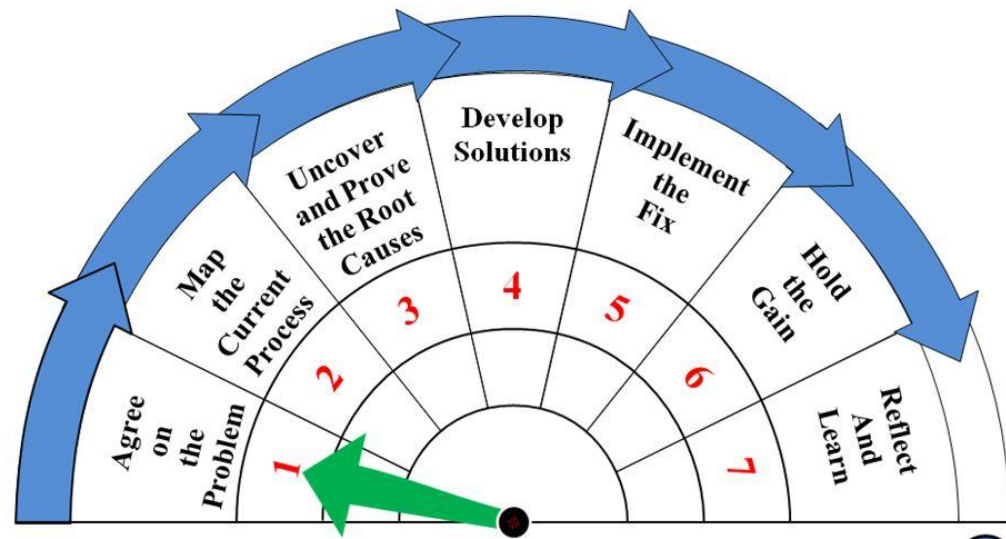 Agree
on
the
Problem
1
Map
the
Current
Process
2
Uncover
and Prove
the Root
Causes
3
Develop
Solutions
4
Implement
the
Fix
5
Hold
the
Gain
6
Reflect
And
Learn
7